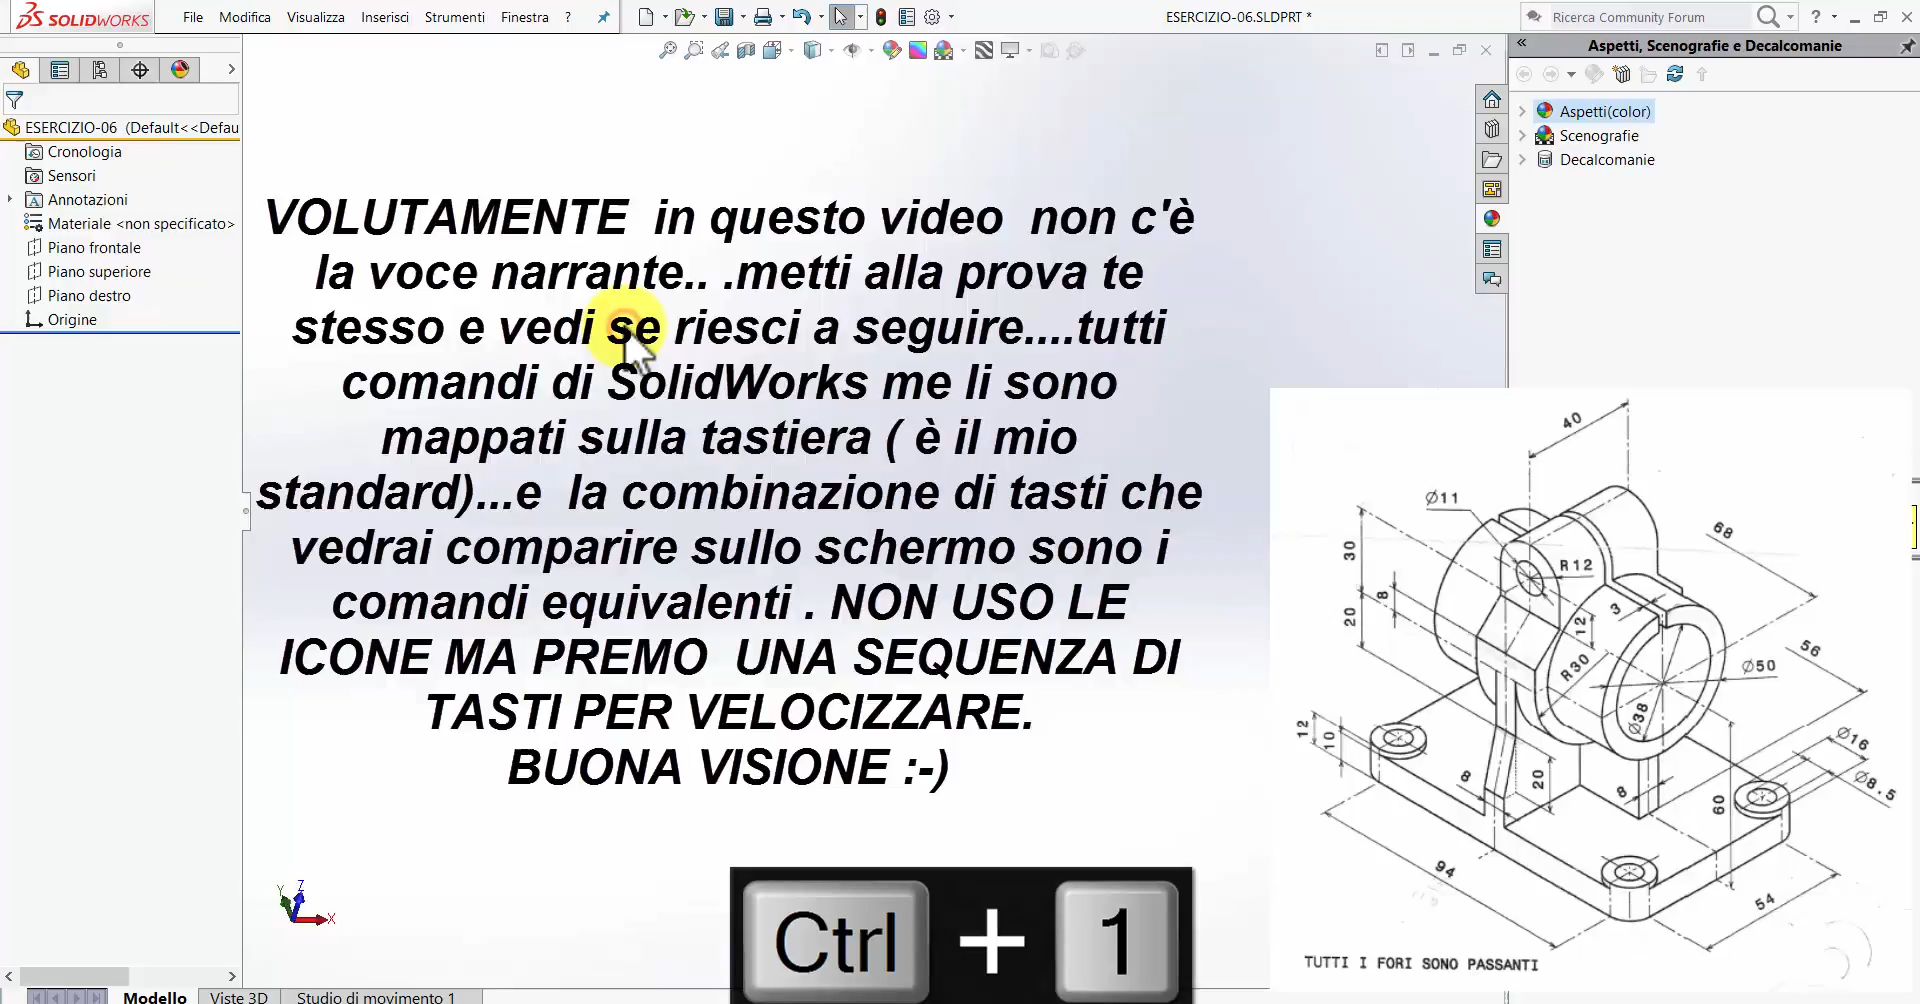 SOLIDWORKS
File Modifica Visualizza Inserisci Strumenti Finestra ?
ESERCIZIO-06.SLDPRT *
Ricerca Community Forum
?
Aspetti, Scenografie e Decalcomanie
Aspetti(color)
Scenografie
Decalcomanie
ESERCIZIO-06 (Default<<Defau
Cronologia
Sensori
Annotazioni
Materiale <non specificato>
Piano frontale
Piano superiore
Piano destro
Origine
VOLUTAMENTE in questo video non c'è
la voce narrante.. .metti alla prova te
stesso e vedi se riesci a seguire....tutti
comandi di SolidWorks me li sono
mappati sulla tastiera ( è il mio
standard)...e la combinazione di tasti che
vedrai comparire sullo schermo sono i
comandi equivalenti . NON USO LE
ICONE MA PREMO UNA SEQUENZA DI
TASTI PER VELOCIZZARE.
BUONA VISIONE :-)
40
Ø11
68
30
R12
8
3
20
12
56
R30
Ø50
Ø38
12
10
Ø16
8
20
8
Ø8.5
60
94
54
TUTTI I FORI SONO PASSANTI
Y
Z
X
Ctrl + 1
Modello Viste 3D Studio di movimento 1